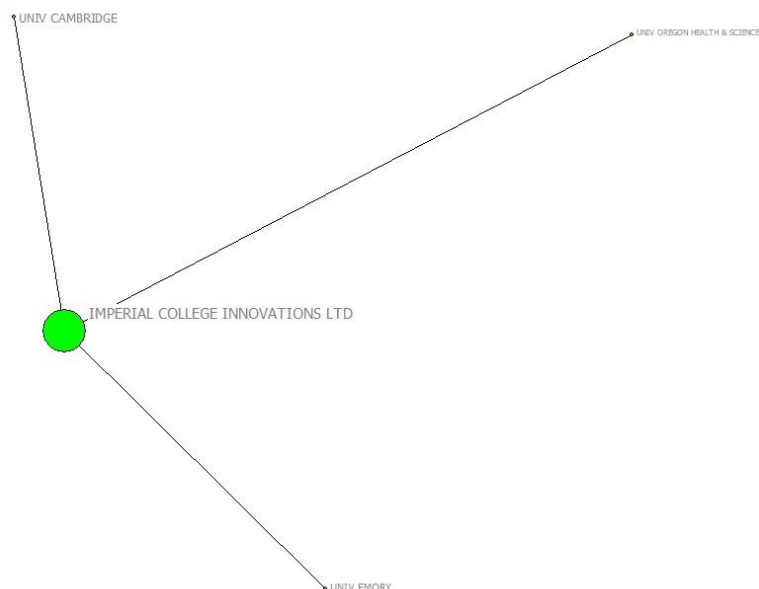 UNIV CAMBRIDGE
UNIV OREGON HEALTH & SCIENCE
IMPERIAL COLLEGE INNOVATIONS LTD
UNIV EMORY